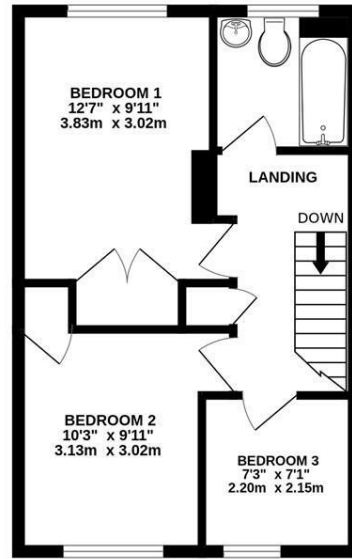 BEDROOM 1
12'7" x 9'11"
3.83m x 3.02m
LANDING
DOWN
BEDROOM 2
10'3" x 9'11"
3.13m x 3.02m
BEDROOM 3
7'3" x 7'1"
2.20m x 2.15m